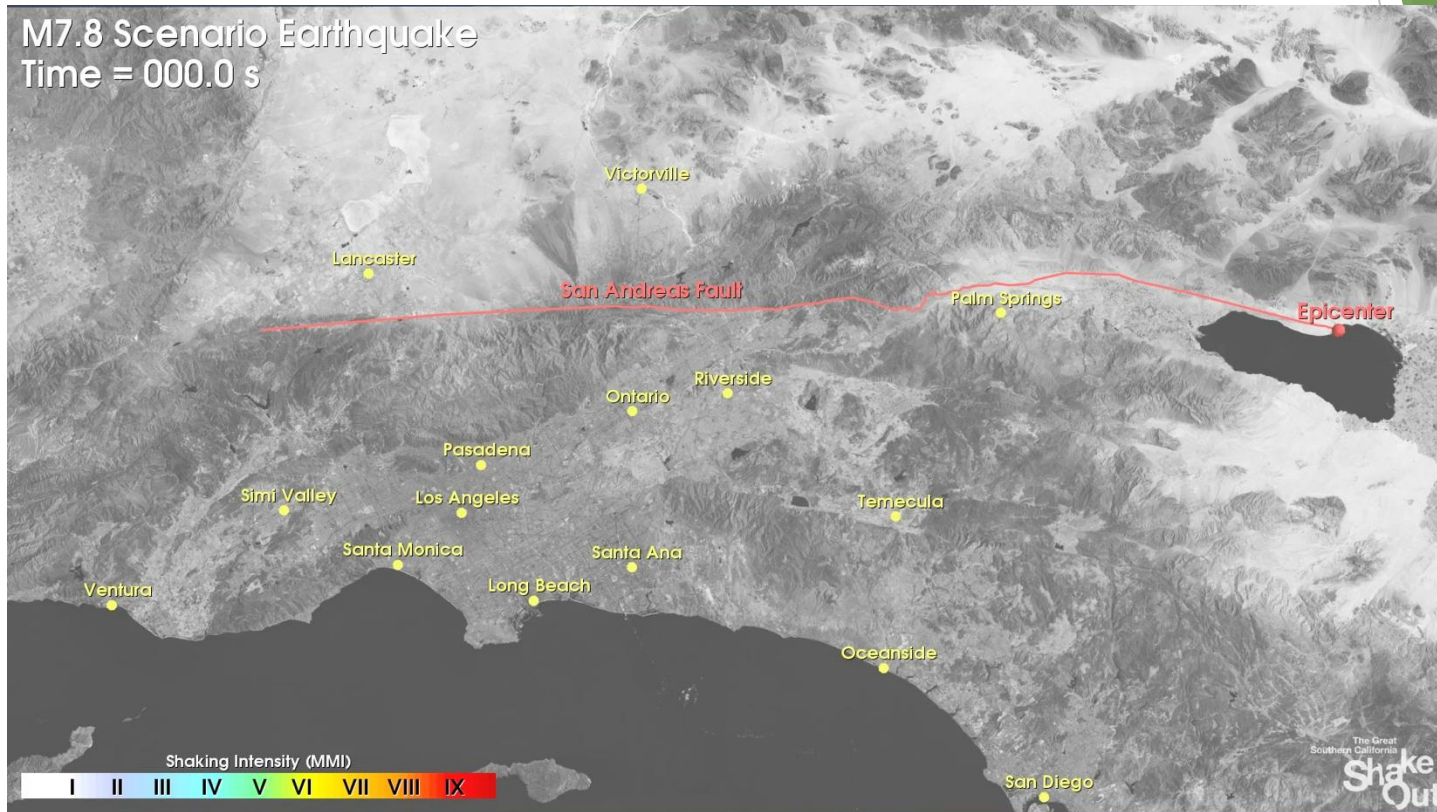 M7.8 Scenario Earthquake
Time = 000.0 s
Victorville
Lancaster
San Andreas Fault
Palm Springs
Epicenter
Riverside
Ontario
Pasadena
Simi Valley
Los Angeles
Temecula
Santa Monica
Santa Ana
Long Beach
Ventura
Oceanside
Shaking Intensity (MMI)
I II III IV V VI VII VIII IX
San Diego
The Great
Southern California
Shake
Out